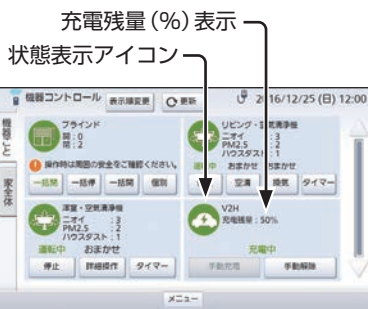 充電残量(%)表示
状態表示アイコン
機器コントロール 表示順変更 更新 2016/12/25 (日) 12:00
機器ごと
家全体
ブラインド
開:0
閉:2
操作時は周囲の安全をご確認ください。
一括開 一括停 一括閉 個別
リビング・空気清浄機
ニオイ :3
PM2.5 :2
ハウスダスト:1
運転中 おまかせ おまかせ
空清 換気 タイマー
洋室・空気清浄機
ニオイ :3
PM2.5 :2
ハウスダスト:1
運転中 おまかせ
停止 詳細操作 タイマー
V2H
充電残量:50%
充電中
手動充電 手動解除
メニュー